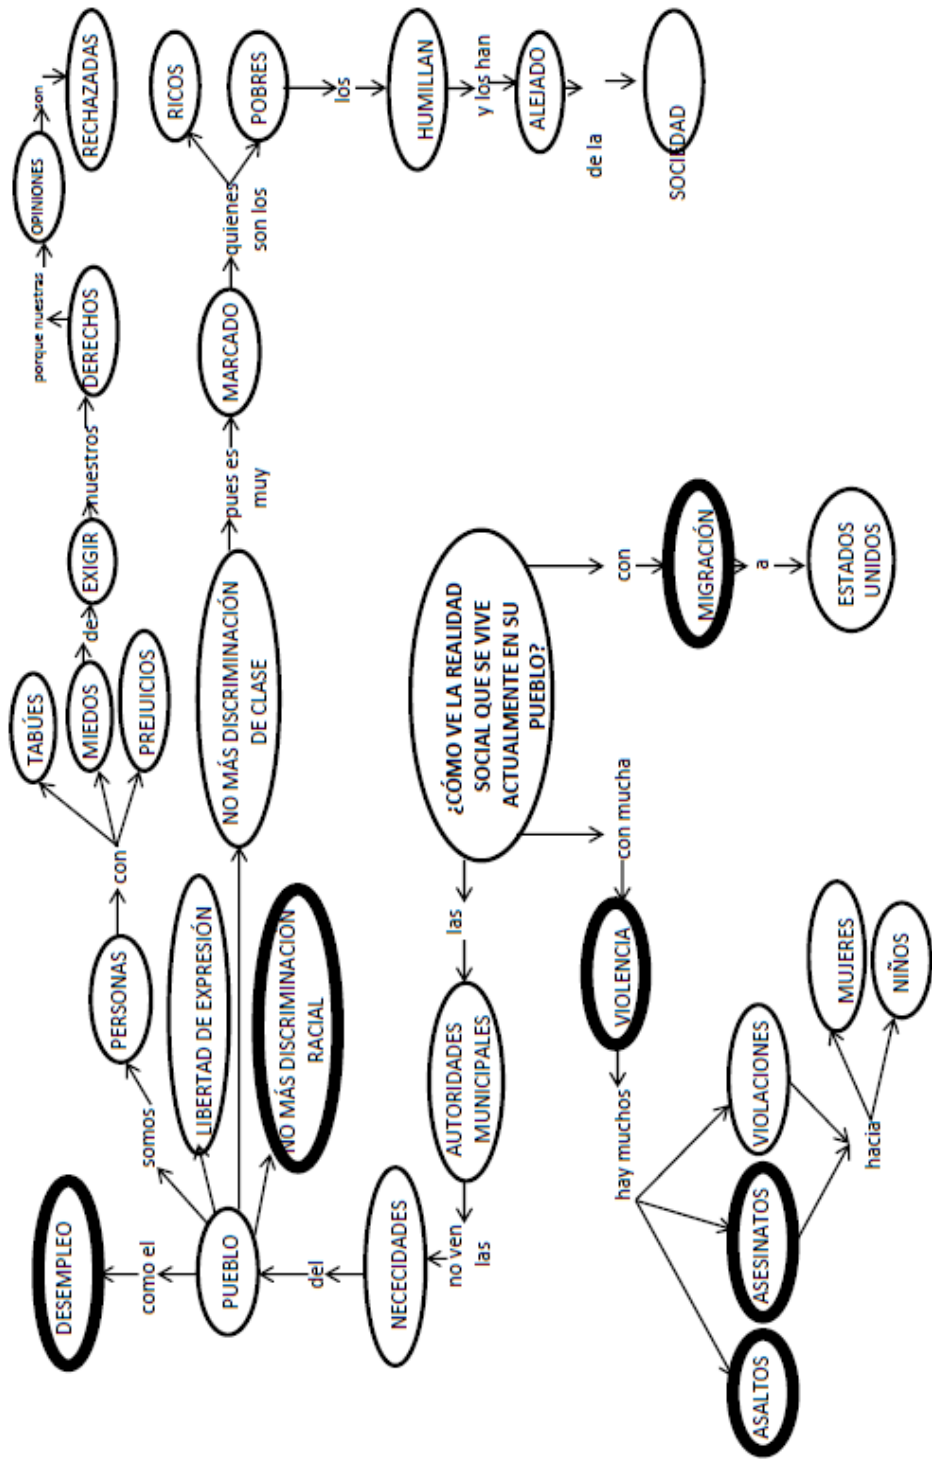 DESEMPLEO
como el
PUEBLO
del
NECECIDADES
no ven
las
AUTORIDADES
MUNICIPALES
las
¿CÓMO VE LA REALIDAD
SOCIAL QUE SE VIVE
ACTUALMENTE EN SU
PUEBLO?
somos
PERSONAS
con
TABÚES
MIEDOS
PREJUICIOS
de
EXIGIR
nuestros
DERECHOS
porque nuestras
OPINIONES
son
RECHAZADAS
LIBERTAD DE EXPRESIÓN
NO MÁS DISCRIMINACION
RACIAL
NO MÁS DISCRIMINACIÓN
DE CLASE
pues es
muy
MARCADO
quienes
son los
RICOS
POBRES
los
HUMILLAN
y los han
ALEJADO
de la
SOCIEDAD
con mucha
VIOLENCIA
hay muchos
ASALTOS
ASESINATOS
VIOLACIONES
hacia
MUJERES
NIÑOS
con
MIGRACIÓN
a
ESTADOS
UNIDOS